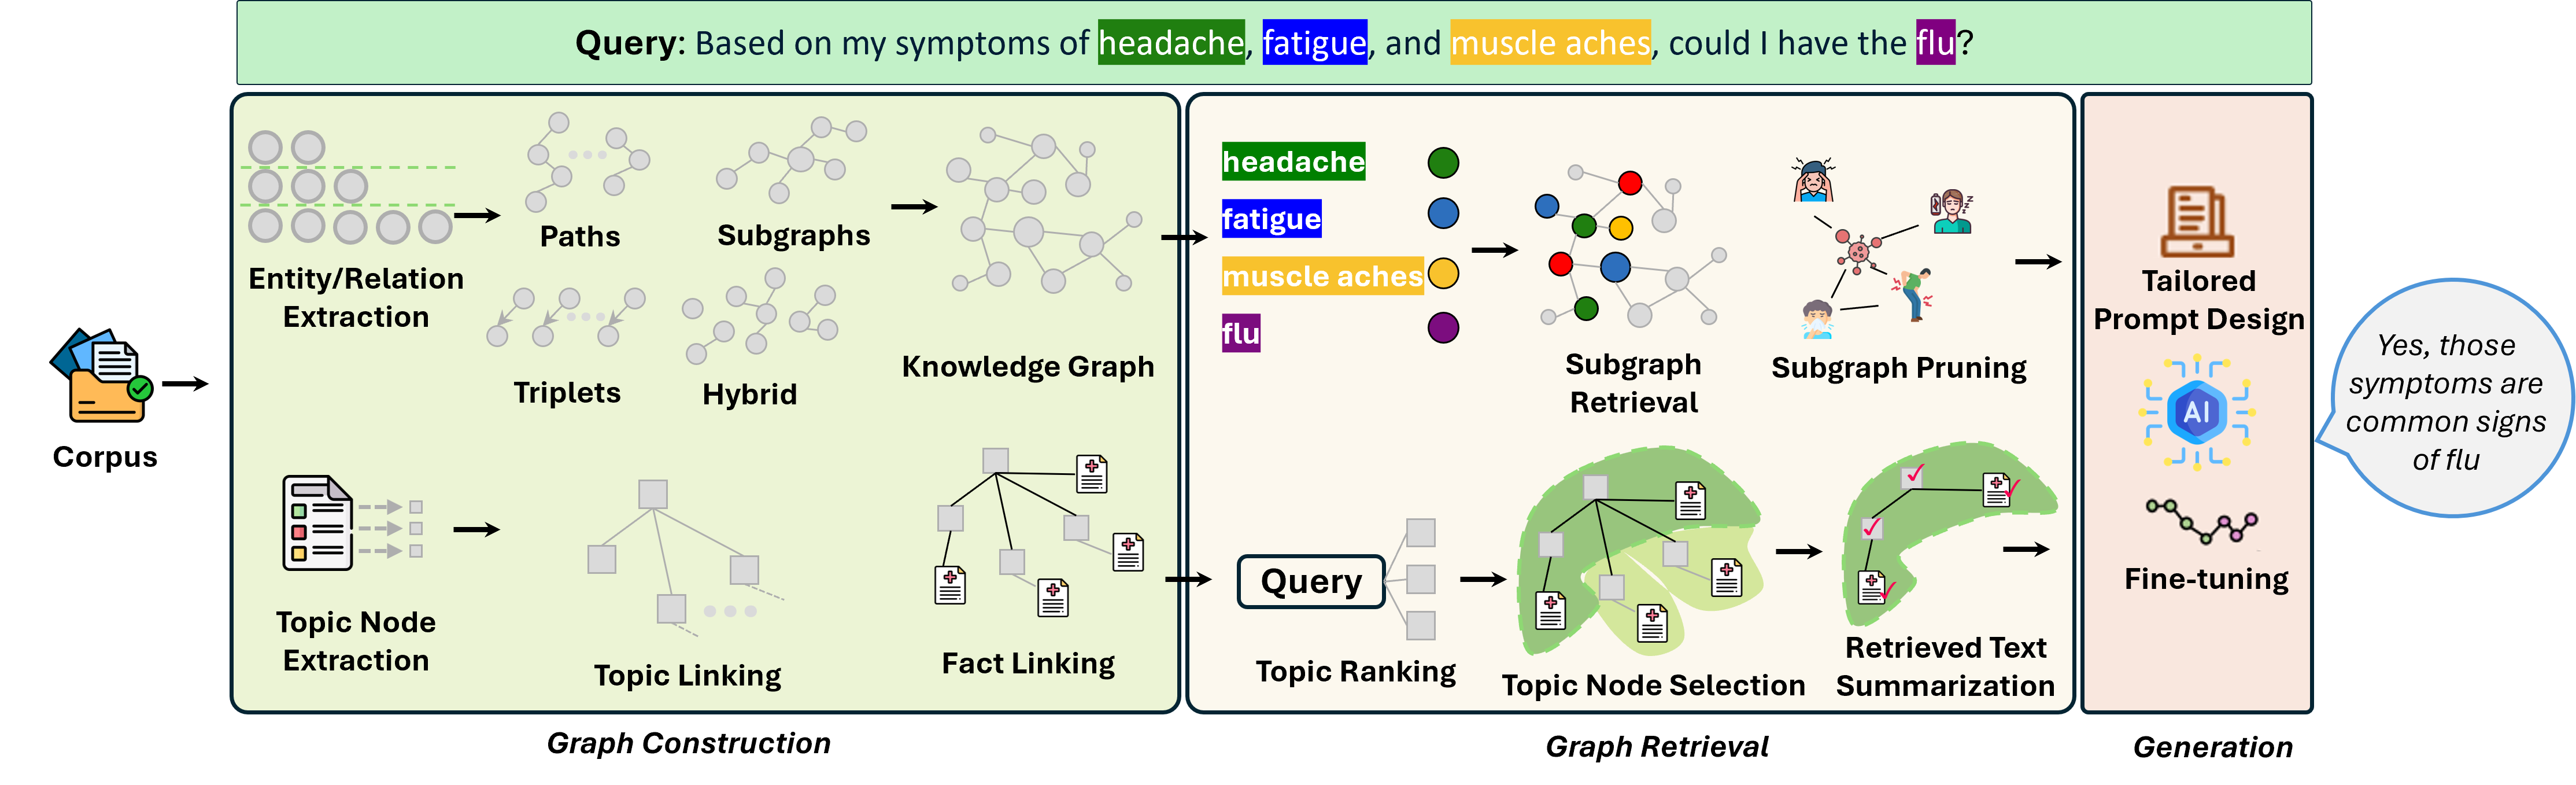 Query: Based on my symptoms of headache, fatigue, and muscle aches, could I have the flu?
Corpus
Entity/Relation
Extraction
Paths
Subgraphs
Triplets
Hybrid
Knowledge Graph
Topic Node
Extraction
Topic Linking
Fact Linking
Graph Construction
headache
fatigue
muscle aches
flu
Subgraph
Retrieval
Subgraph Pruning
Query
Topic Ranking
Topic Node Selection
Retrieved Text
Summarization
Graph Retrieval
Tailored
Prompt Design
AI
Fine-tuning
Generation
Yes, those
symptoms are
common signs
of flu